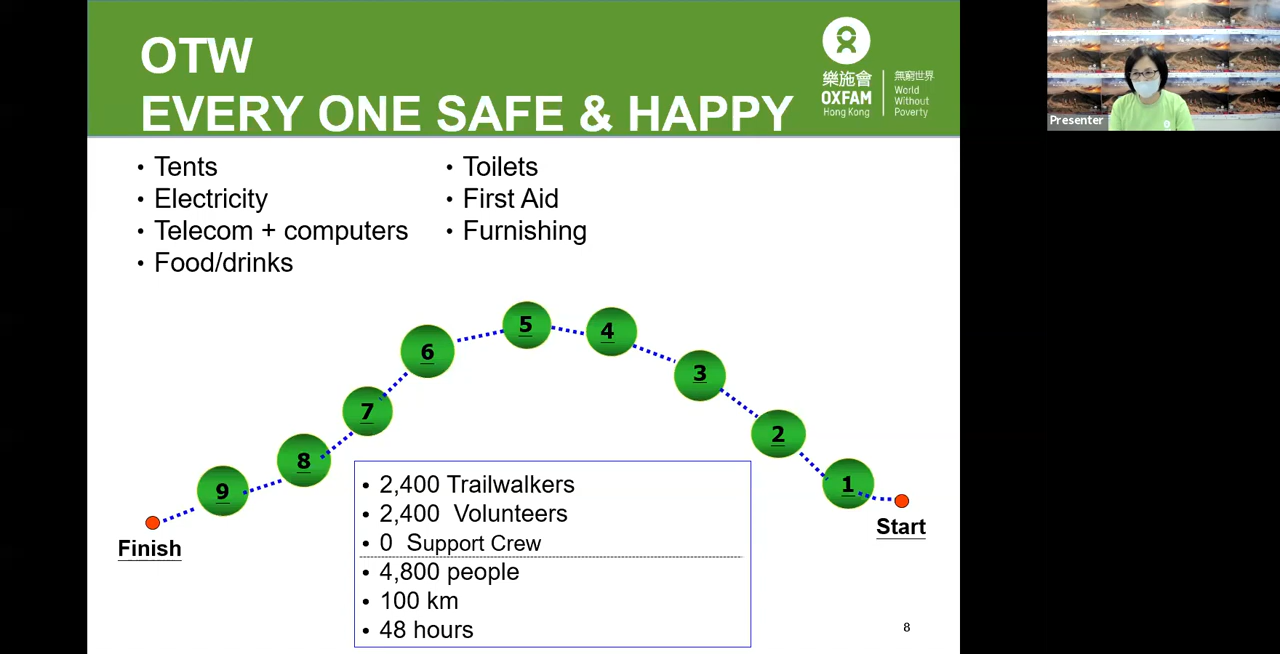 OTW
EVERY ONE SAFE & HAPPY
樂施會
OXFAM
Hong Kong
無窮世界
World
Without
Poverty
Presenter
• Tents
• Electricity
• Telecom + computers
• Food/drinks
• Toilets
• First Aid
• Furnishing
5
4
6
3
7
2
8
1
9
Start
Finish
• 2,400 Trailwalkers
• 2,400 Volunteers
• 0 Support Crew
• 4,800 people
• 100 km
• 48 hours
8